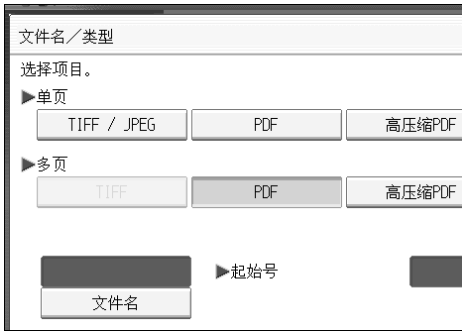 文件名／类型
选择项目。
▶单页
TIFF / JPEG PDF 高压缩PDF
▶多页
TIFF PDF 高压缩PDF
▶起始号
文件名